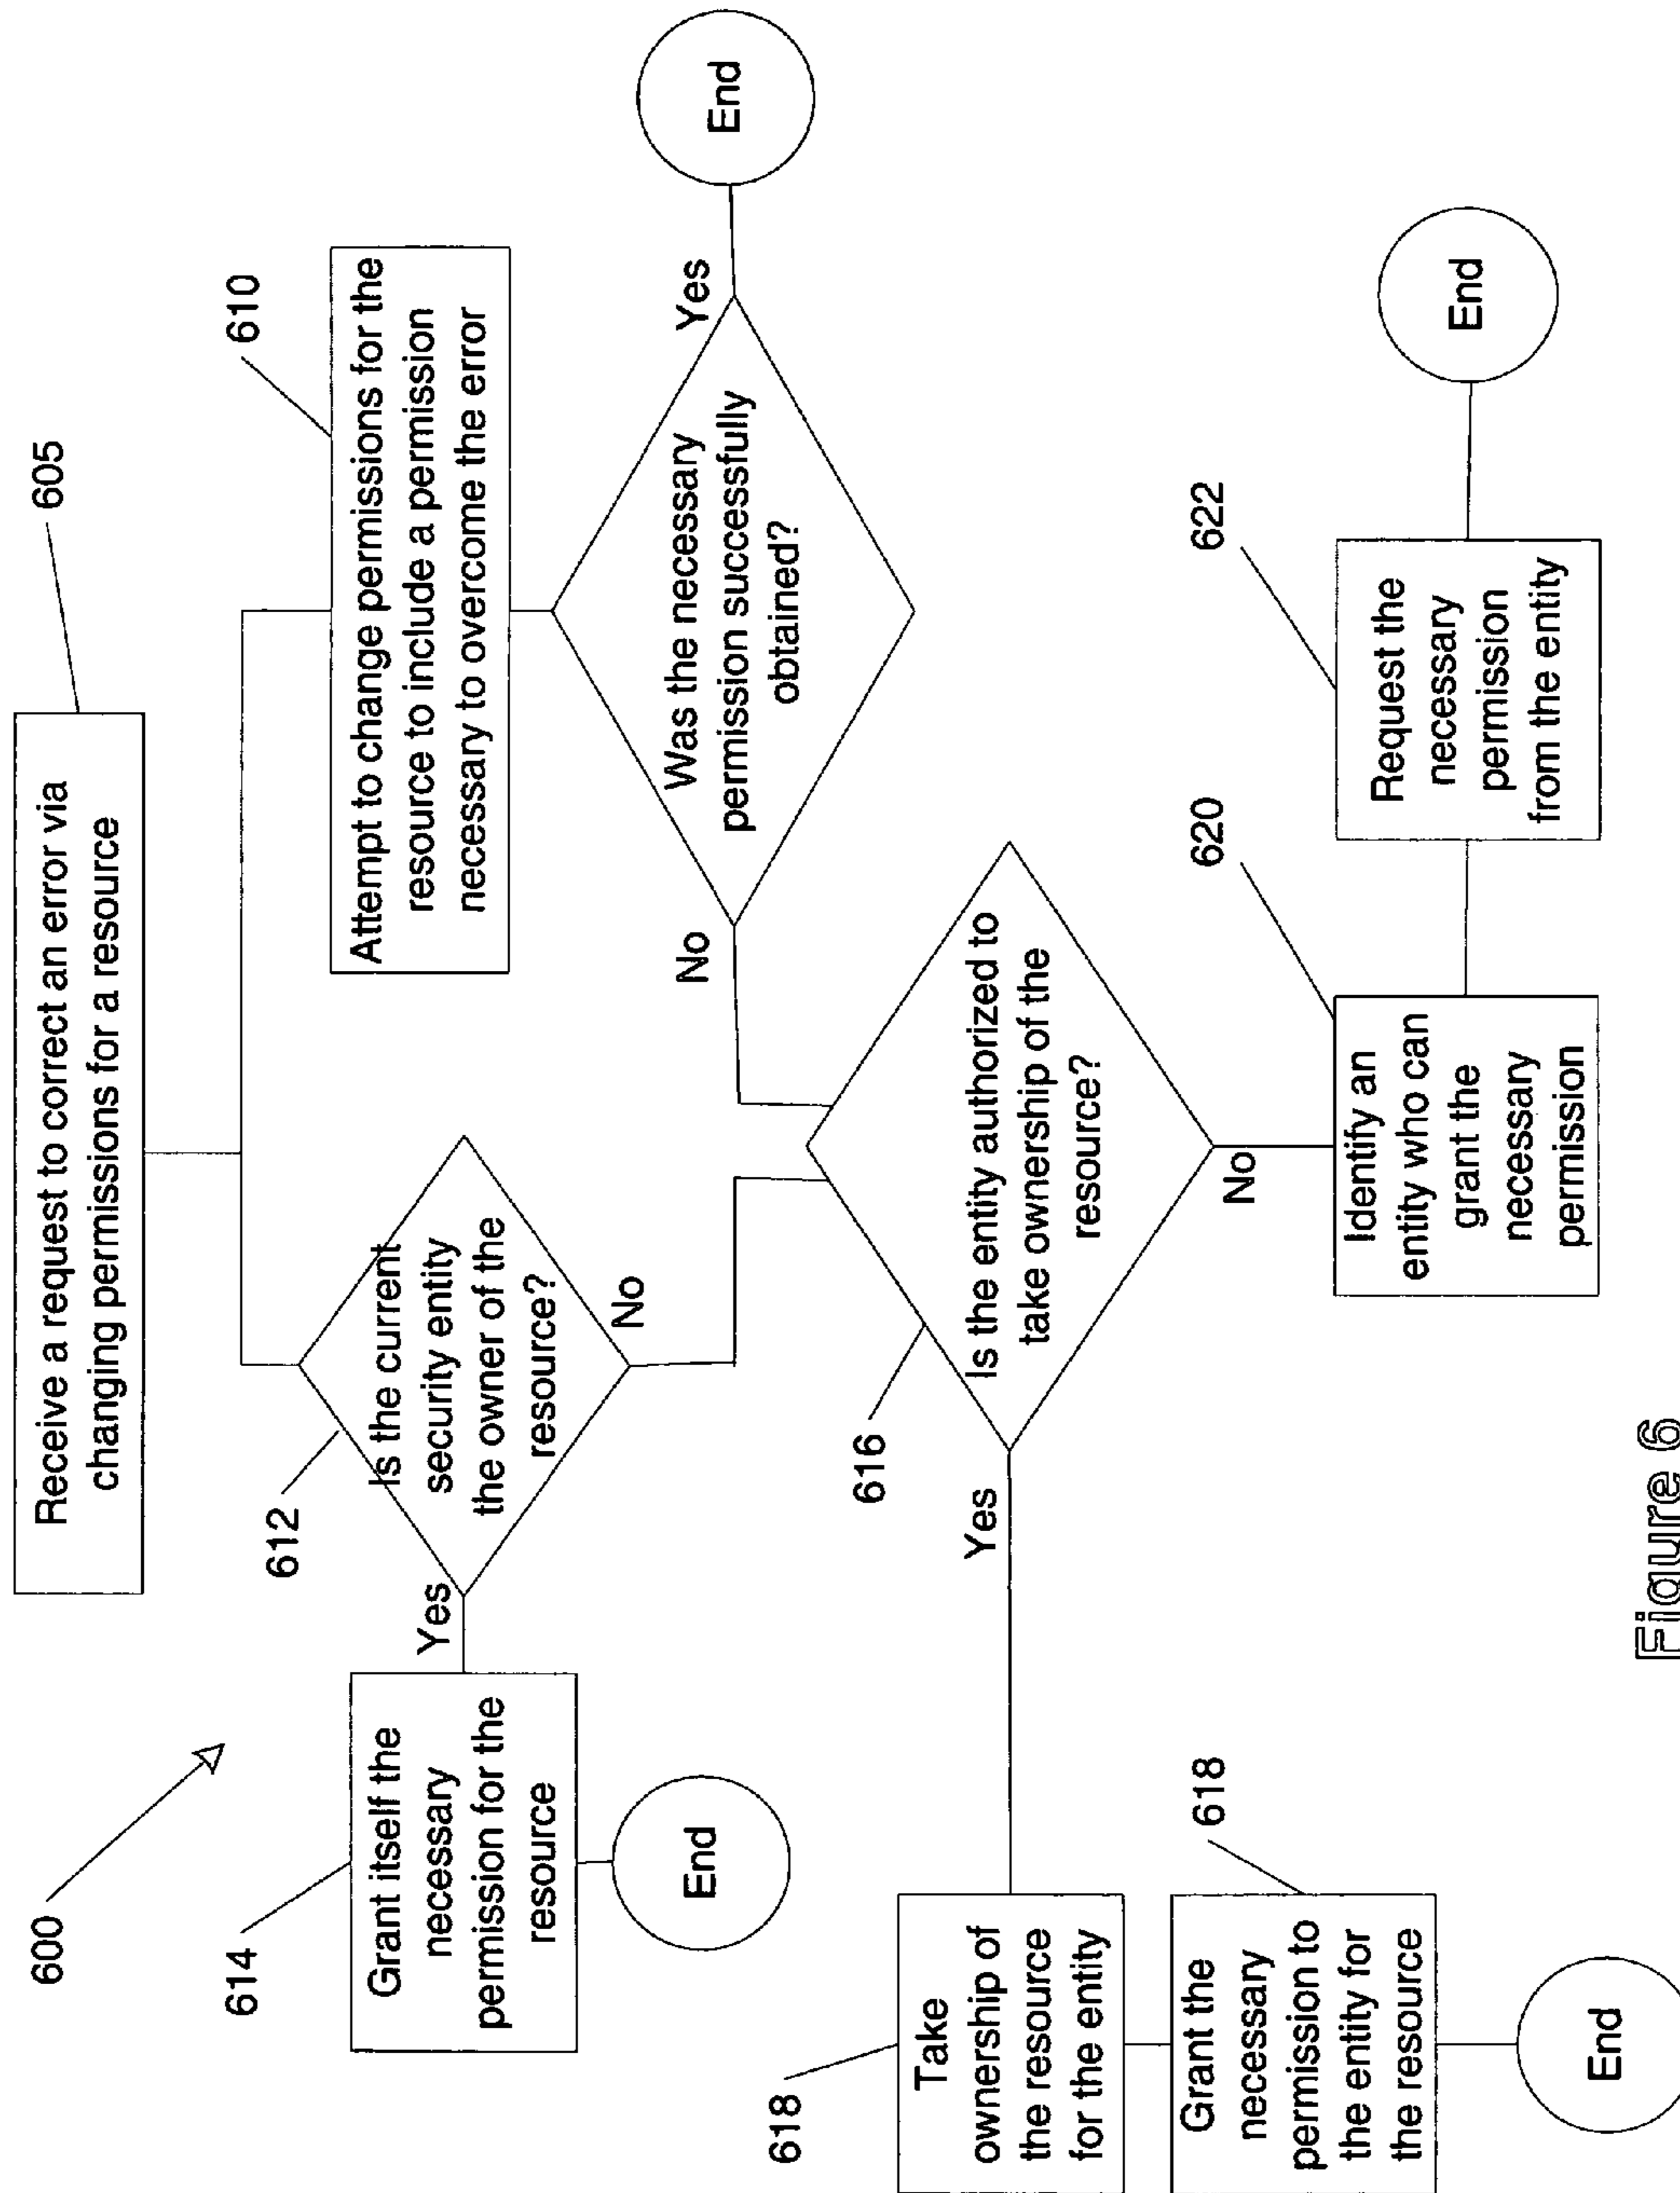 600
Receive a request to correct an error via
changing permissions for a resource
605
614
Grant itself the
necessary
permission for the
resource
End
Yes
612
Is the current
security entity
the owner of the
resource?
No
610
Attempt to change permissions for the
resource to include a permission
necessary to overcome the error
Was the necessary
permission successfully
obtained?
Yes
End
No
616
Is the entity authorized to
take ownership of the
resource?
Yes
No
618
Take
ownership of
the resource
for the entity
618
Grant the
necessary
permission to
the entity for
the resource
End
620
Identify an
entity who can
grant the
necessary
permission
622
Request the
necessary
permission
from the entity
End
Figure 6